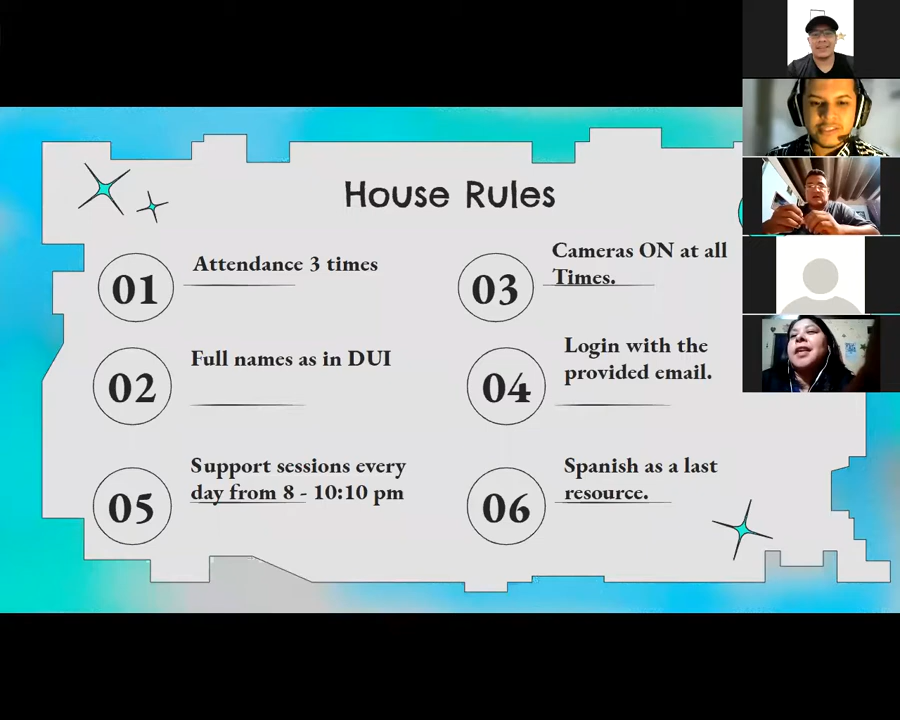 House Rules
01
Attendance 3 times
02
Full names as in DUI
03
Cameras ON at all
Times.
04
Login with the
provided email.
05
Support sessions every
day from 8 - 10:10 pm
06
Spanish as a last
resource.